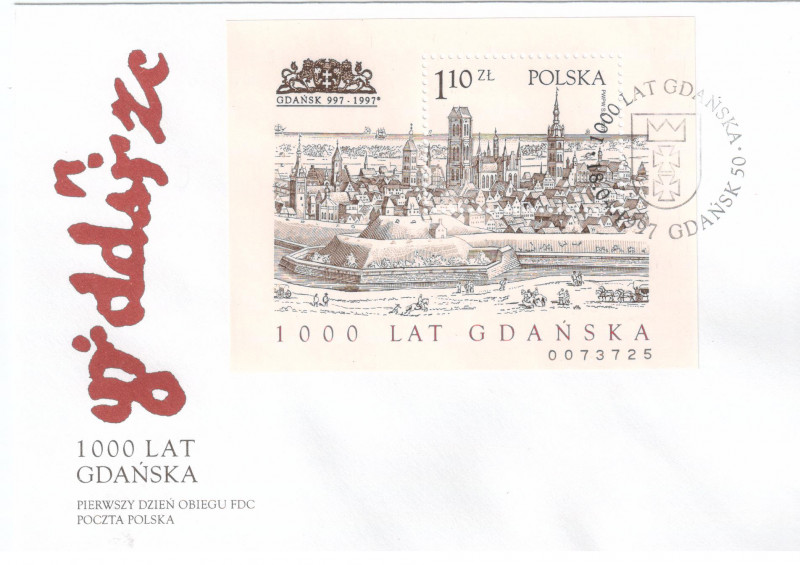 GDAŃSK 997-1997®
1 10 ZŁ
POLSKA
1000 LAT GDAŃSKA
1997 GDAŃSK 50
1000 LAT GDAŃSKA
0073725
1000 LAT
GDAŃSKA
PIERWSZY DZIEŃ OBIEGU FDC
POCZTA POLSKA